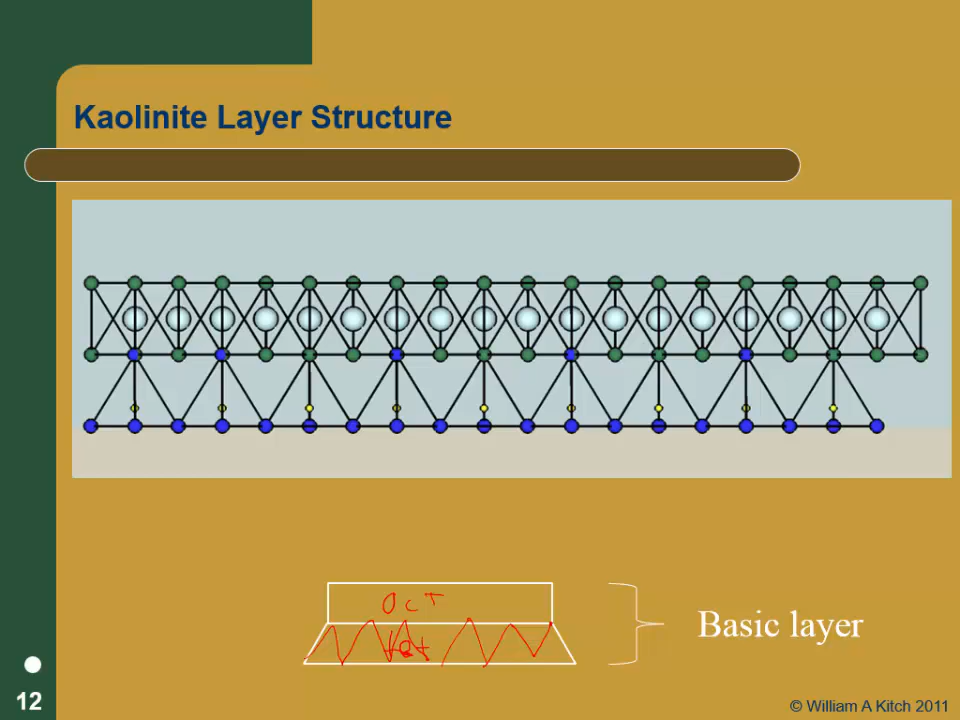 Kaolinite Layer Structure
Oct
tet
Basic layer
12
© William A Kitch 2011